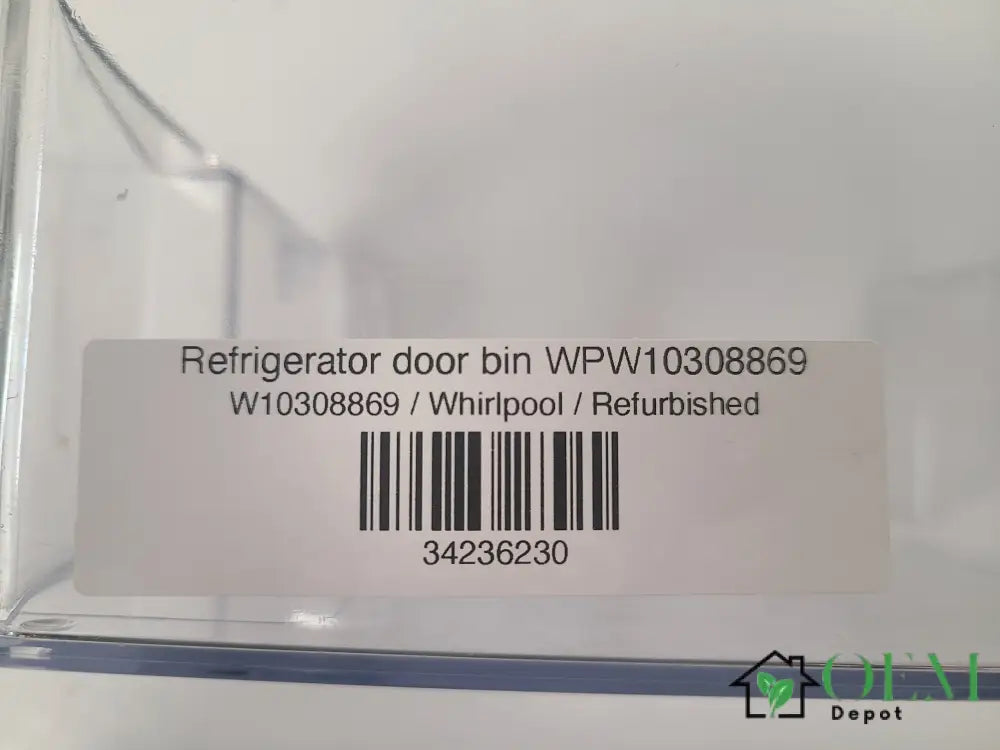 Refrigerator door bin WPW10308869
W10308869 / Whirlpool / Refurbished
34236230
OEM
Depot